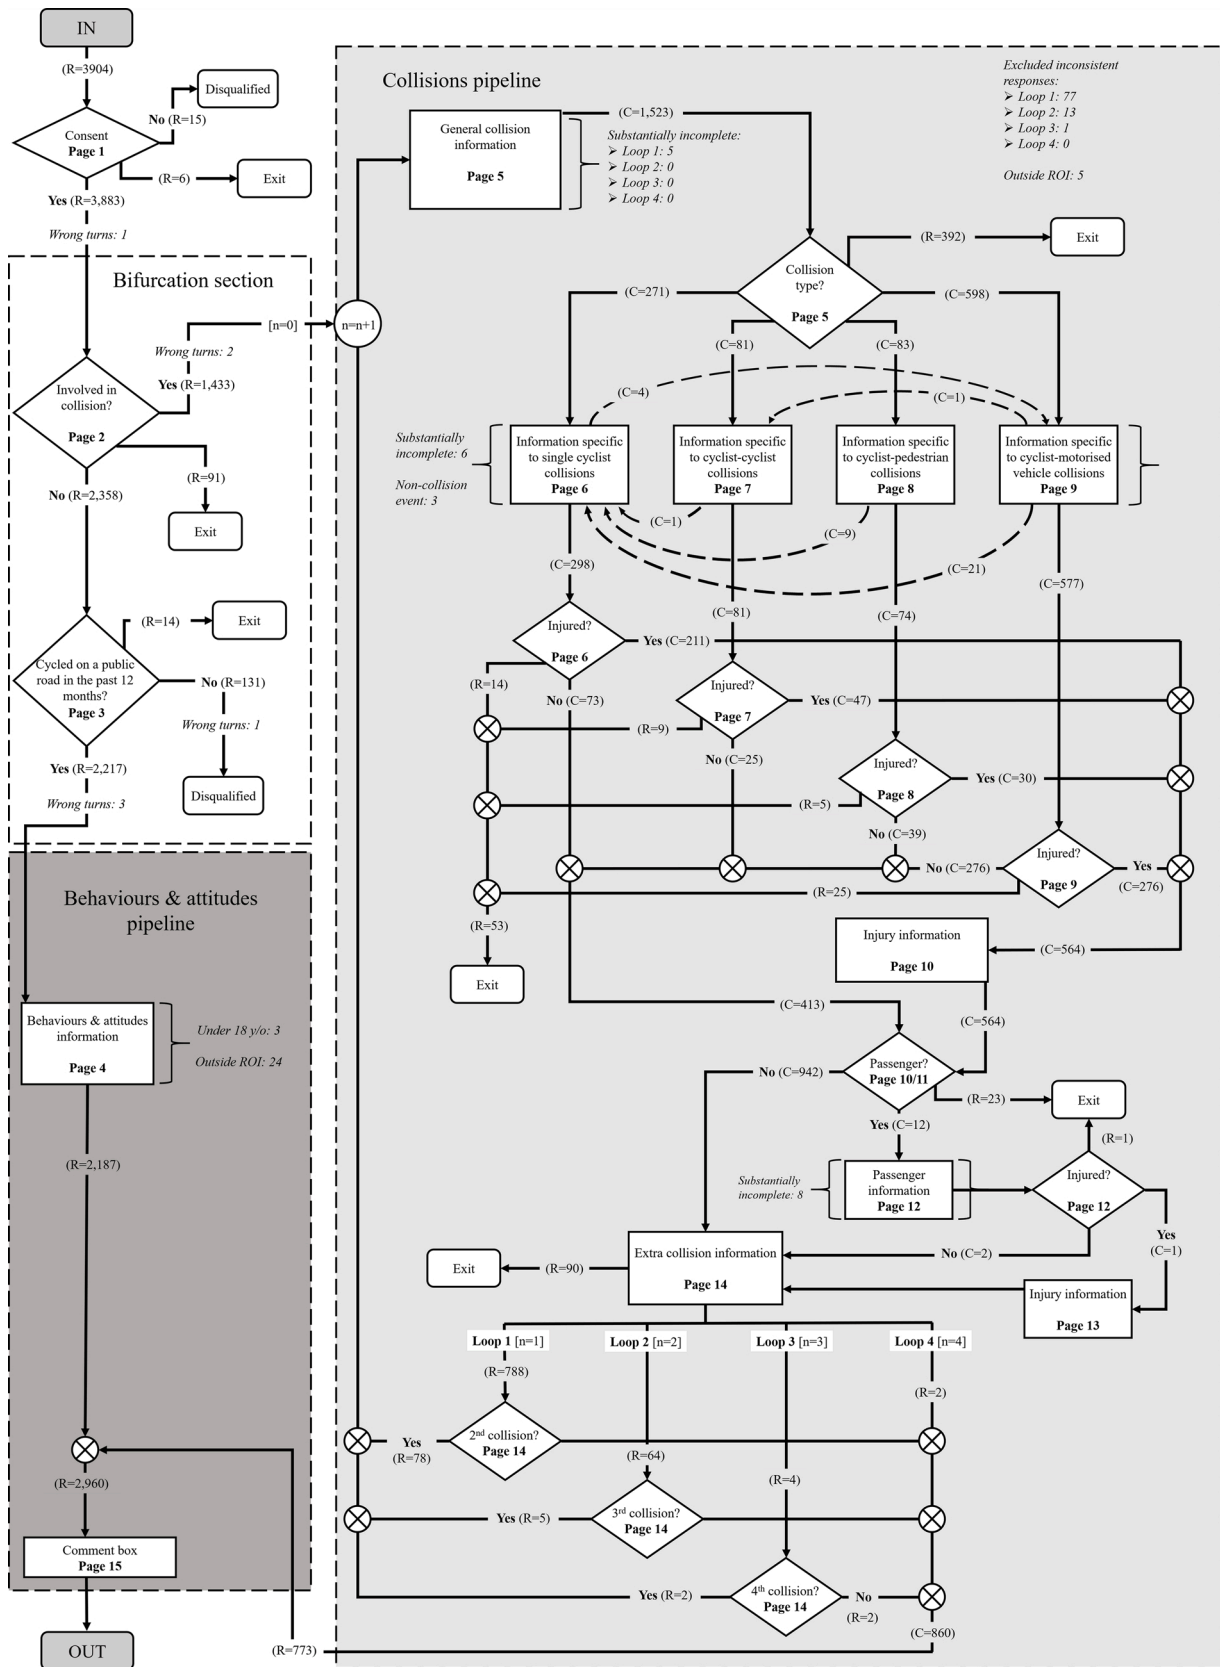 IN
(R=3904)
Disqualified
No (R=15)
Consent
Page 1
(R=6)
Exit
Yes (R=3,883)
Wrong turns: 1
Bifurcation section
[n=0]
n=n+1
Wrong turns: 2
Yes (R=1,433)
Involved in
collision?
Page 2
(R=91)
No (R=2,358)
Exit
(R=14)
Exit
Cycled on a public
road in the past 12
months?
Page 3
No (R=131)
Wrong turns: 1
Yes (R=2,217)
Disqualified
Wrong turns: 3
Behaviours & attitudes
pipeline
Behaviours & attitudes
information
Page 4
Under 18 y/o: 3
Outside ROI: 24
(R=2,187)
(R=2,960)
Comment box
Page 15
OUT
(R=773)
Collisions pipeline
Excluded inconsistent
responses:
➢ Loop 1: 77
➢ Loop 2: 13
➢ Loop 3: 1
➢ Loop 4: 0
Outside ROI: 5
General collision
information
Page 5
(C=1,523)
Substantially incomplete:
➢ Loop 1: 5
➢ Loop 2: 0
➢ Loop 3: 0
➢ Loop 4: 0
(R=392)
Exit
Collision
type?
Page 5
(C=271)
(C=598)
(C=81)
(C=83)
(C=4)
(C=1)
Substantially
incomplete: 6
Non-collision
event: 3
Information specific
to single cyclist
collisions
Page 6
Information specific
to cyclist-cyclist
collisions
Page 7
Information specific
to cyclist-pedestrian
collisions
Page 8
Information specific
to cyclist-motorised
vehicle collisions
Page 9
(C=1)
(C=9)
(C=21)
(C=298)
(C=577)
(C=81)
(C=74)
Injured?
Page 6
Yes (C=211)
(R=14)
No (C=73)
Injured?
Page 7
Yes (C=47)
(R=9)
No (C=25)
Injured?
Page 8
Yes (C=30)
(R=5)
No (C=39)
Injured?
Page 9
No (C=276)
Yes
(C=276)
(R=25)
(R=53)
Exit
Injury information
Page 10
(C=564)
(C=413)
(C=564)
Passenger?
Page 10/11
No (C=942)
(R=23)
Exit
Yes (C=12)
(R=1)
Substantially
incomplete: 8
Passenger
information
Page 12
Injured?
Page 12
Yes
(C=1)
No (C=2)
Extra collision information
Page 14
(R=90)
Exit
Injury information
Page 13
Loop 1 [n=1]
Loop 2 [n=2]
Loop 3 [n=3]
Loop 4 [n=4]
(R=788)
(R=2)
2nd collision?
Page 14
Yes
(R=78)
(R=64)
(R=4)
3rd collision?
Page 14
Yes (R=5)
4th collision?
Page 14
Yes (R=2)
No
(R=2)
(C=860)